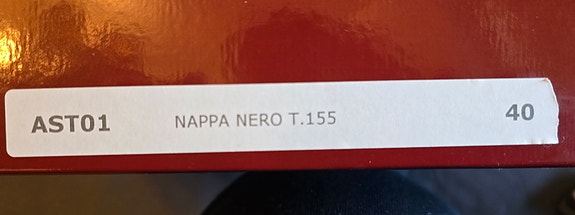 AST01 NAPPA NERO T.155 40